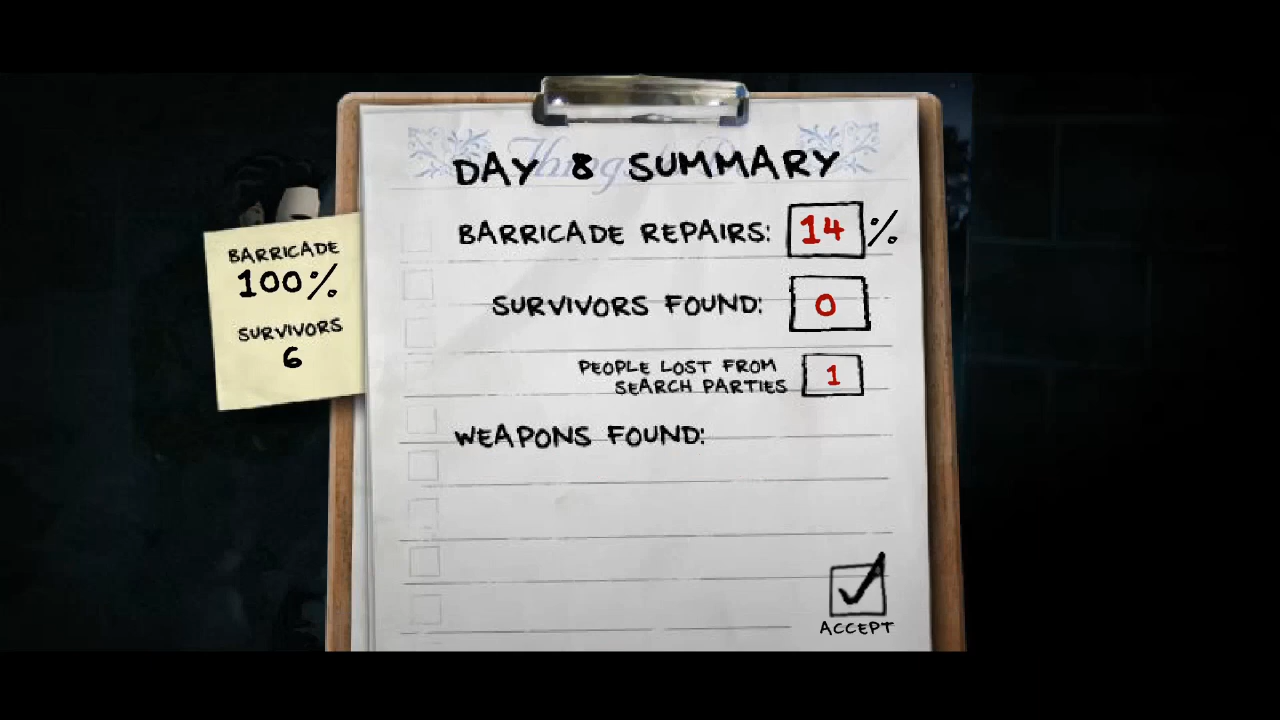 DAY 8 SUMMARY
BARRICADE REPAIRS: 14 %
SURVIVORS FOUND: 0
PEOPLE LOST FROM
SEARCH PARTIES 1
WEAPONS FOUND:
ACCEPT
BARRICADE
100%
SURVIVORS
6